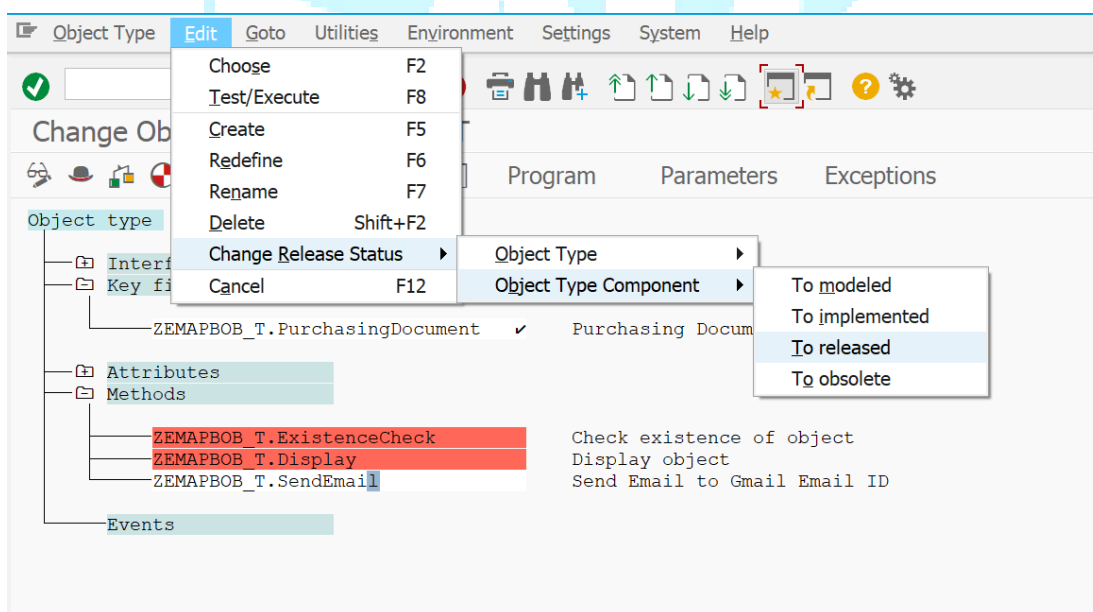 Object Type Edit Goto Utilities Environment Settings System Help
Choose F2
Test/Execute F8
Change Ob
Create F5
Redefine F6
Program Parameters Exceptions
Rename F7
Object type
Delete Shift+F2
Change Release Status
Object Type
Interf
Key fi
Cancel F12
Object Type Component
To modeled
To implemented
ZEMAPBOB_T.PurchasingDocument Purchasing Docum
To released
Attributes
To obsolete
Methods
ZEMAPBOB_T.ExistenceCheck Check existence of object
ZEMAPBOB_T.Display Display object
ZEMAPBOB_T.SendEmail Send Email to Gmail Email ID
Events